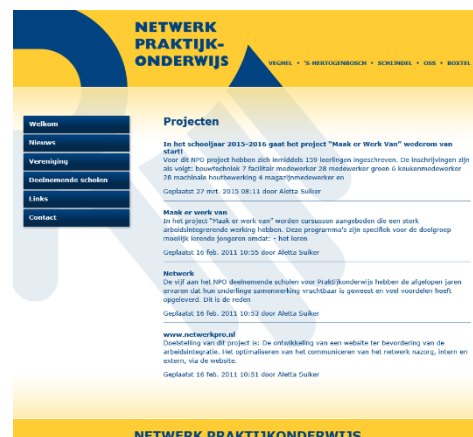 NETWERK
PRAKTIJK-
ONDERWIJS
VEGHEL • 'S-HERTOGENBOSCH • SCHIJNDEL • OSS • BOXTEL
Welkom
Nieuws
Vereniging
Deelnemende scholen
Links
Contact
Projecten
In het schooljaar 2015-2016 gaat het project "Maak er Werk Van" wederom van
start!
Voor dit NPO project hebben zich inmiddels 159 leerlingen ingeschreven. De inschrijvingen zijn
als volgt: bouwtechniek 7 facilitair medewerker 28 medewerker groen 6 keukenmedewerker
28 machinale houtbewerking 4 magazijnmedewerker en
Geplaatst 27 mrt. 2015 08:11 door Aletta Suiker
Maak er werk van
In het project "Maak er werk van" worden cursussen aangeboden die een sterk
arbeidsintegrerende werking hebben. Deze programma's zijn specifiek voor de doelgroep
moeilijk lerende jongeren omdat: - het leren
Geplaatst 16 feb. 2011 10:55 door Aletta Suiker
Netwerk
De vijf aan het NPO deelnemende scholen voor Praktijkonderwijs hebben de afgelopen jaren
ervaren dat hun onderlinge samenwerking vruchtbaar is geweest en veel voordelen heeft
opgeleverd. Dit is de reden
Geplaatst 16 feb. 2011 10:53 door Aletta Suiker
www.netwerkpro.nl
Doelstelling van dit project is: De ontwikkeling van een website ter bevordering van de
arbeidsintegratie. Het optimaliseren van het communiceren van het netwerk nazorg, intern en
extern, via de website.
Geplaatst 16 feb. 2011 10:51 door Aletta Suiker
NETWERK PRAKTIJKONDERWIJS